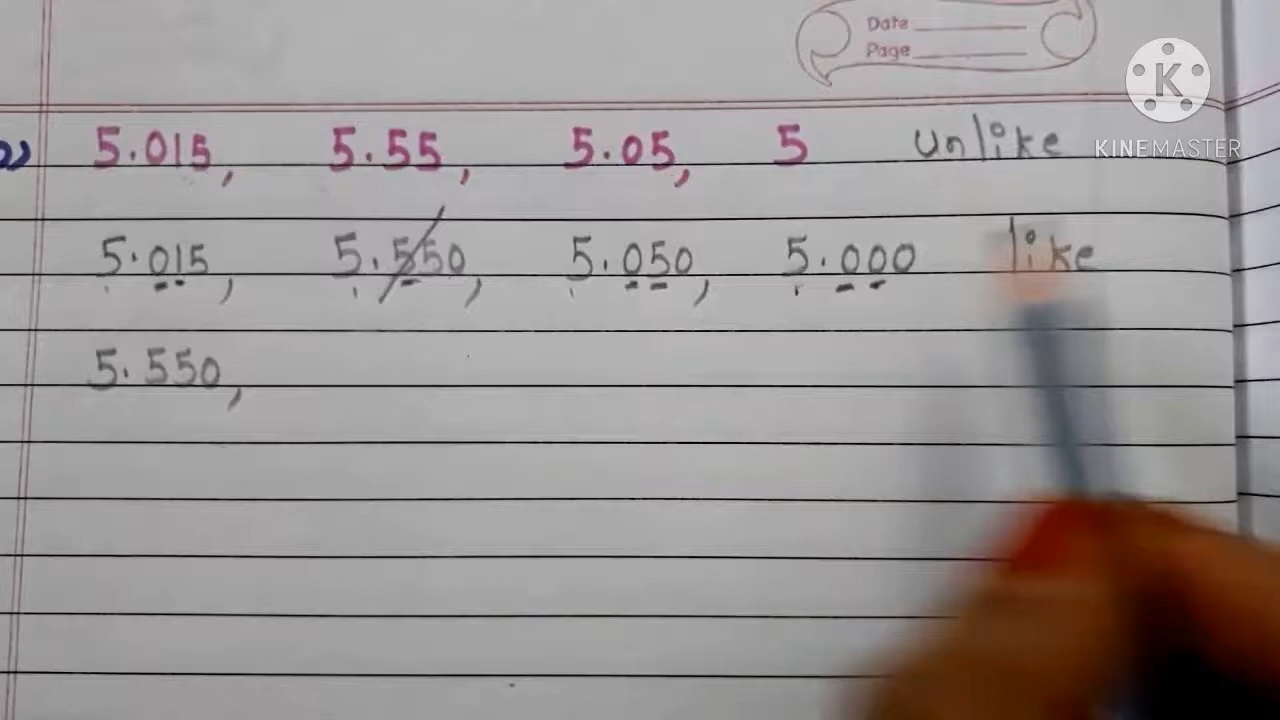 Date
Page
K
KINEMASTER
5.015, 5.55, 5.05, 5 unlike
5.015, 5.550, 5.050, 5.000 like
5.550,